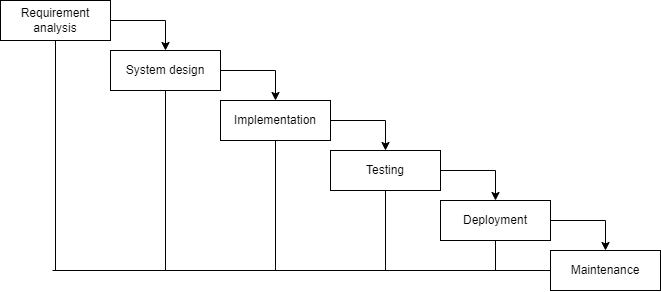 Requirement
analysis
System design
Implementation
Testing
Deployment
Maintenance